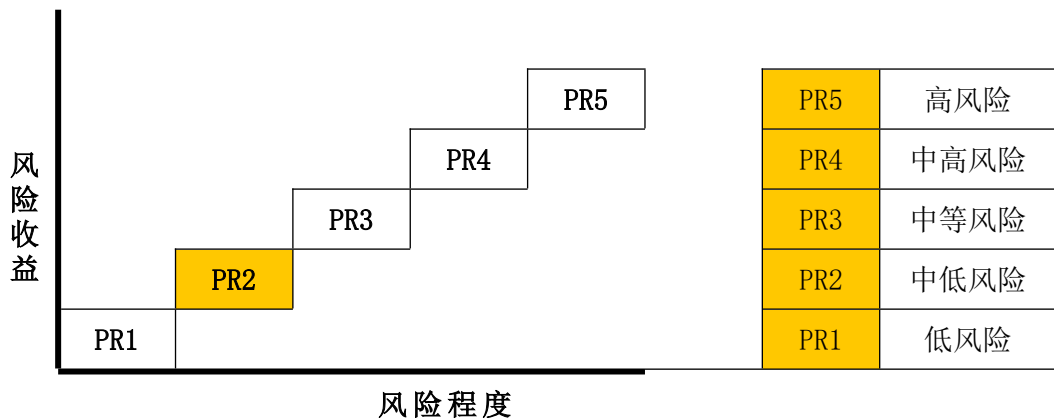 风险收益
PR5
PR4
PR3
PR2
PR1
风险程度
PR5 高风险
PR4 中高风险
PR3 中等风险
PR2 中低风险
PR1 低风险